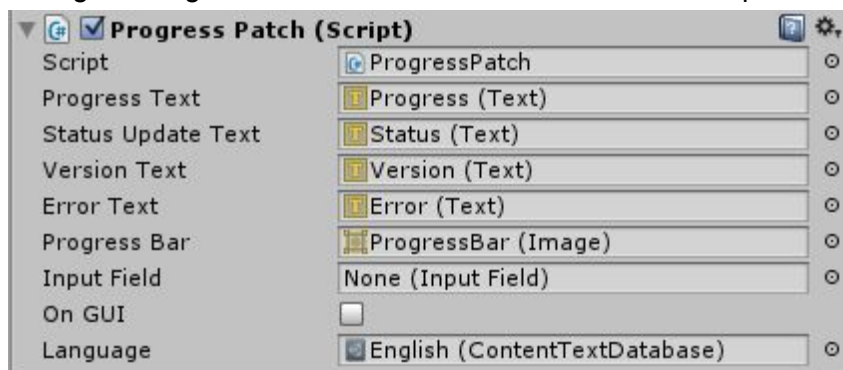 Progress Patch (Script)
Script ProgressPatch
Progress Text Progress (Text)
Status Update Text Status (Text)
Version Text Version (Text)
Error Text Error (Text)
Progress Bar ProgressBar (Image)
Input Field None (Input Field)
On GUI
Language English (ContentTextDatabase)